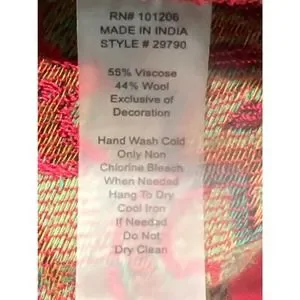 RN# 101206
MADE IN INDIA
STYLE # 29790
55% Viscose
44% Wool
Exclusive of
Decoration
Hand Wash Cold
Only Non
Chlorine Bleach
When Needed
Hang To Dry
Cool Iron
If Needed
Do Not
Dry Clean